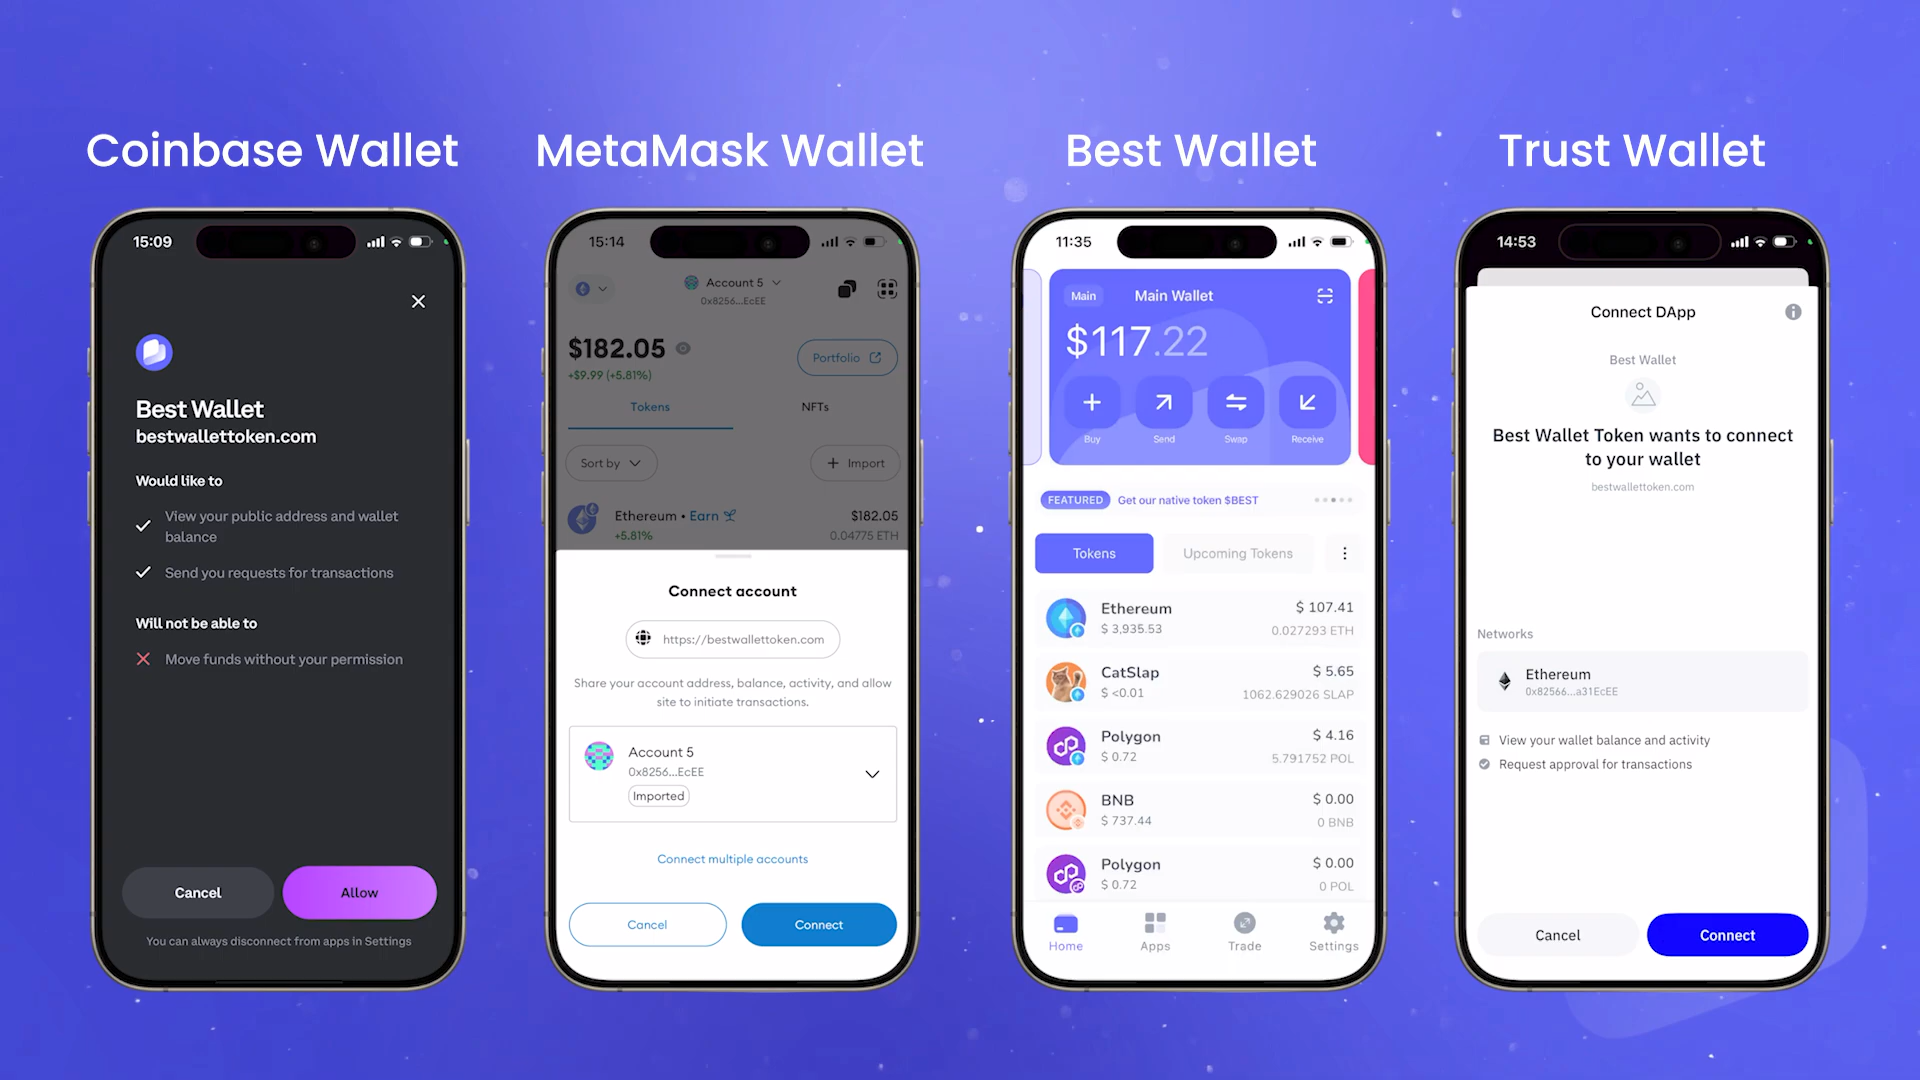 Coinbase Wallet
15:09
Best Wallet
bestwallettoken.com
Would like to
View your public address and wallet
balance
Send you requests for transactions
Will not be able to
Move funds without your permission
Cancel
Allow
You can always disconnect from apps in Settings
MetaMask Wallet
15:14
Account 5
0x8256...EcEE
$182.05
+$9.99 (+5.81%)
Portfolio
Tokens
NFTs
Sort by
+ Import
Ethereum • Earn
$182.05
+5.81%
0.04775 ETH
Connect account
https://bestwallettoken.com
Share your account address, balance, activity, and allow
site to initiate transactions.
Account 5
0x8256...EcEE
Imported
Connect multiple accounts
Cancel
Connect
Best Wallet
11:35
Main
Main Wallet
$117.22
Buy
Send
Swap
Receive
FEATURED
Get our native token $BEST
Tokens
Upcoming Tokens
Ethereum
$ 107.41
$ 3,935.53
0.027293 ETH
CatSlap
$ 5.65
$ <0.01
1062.629026 SLAP
Polygon
$ 4.16
$ 0.72
5.791752 POL
BNB
$ 0.00
$ 737.44
0 BNB
Polygon
$ 0.00
$ 0.72
0 POL
Home
Apps
Trade
Settings
Trust Wallet
14:53
Connect DApp
Best Wallet
Best Wallet Token wants to connect
to your wallet
bestwallettoken.com
Networks
Ethereum
0x82566...a31EcEE
View your wallet balance and activity
Request approval for transactions
Cancel
Connect